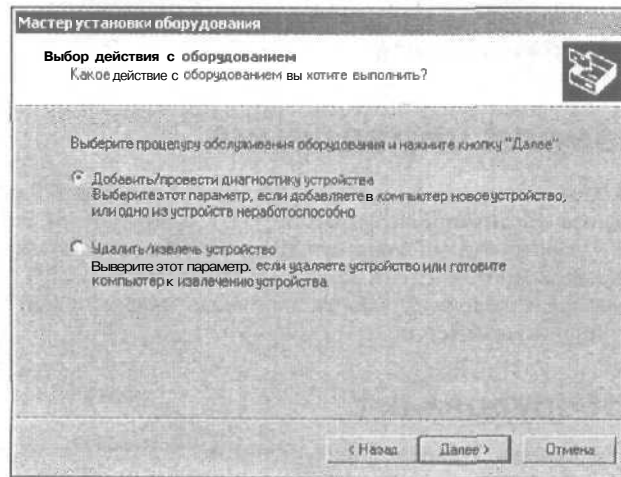 Мастер установки оборудования
Выбор действия с оборудованием
Какое действие с оборудованием вы хотите выполнить?
Выберите процедуру обслуживания оборудования и нажмите кнопку "Далее".
Добавить/провести диагностику устройства
Выберите этот параметр, если добавляете в компьютер новое устройство,
или одно из устройств неработоспособно
Удалить/извлечь устройство
Выверите этот параметр. если удаляете устройство или готовите
компьютер к извлечению устройства
< Назад
Далее >
Отмена